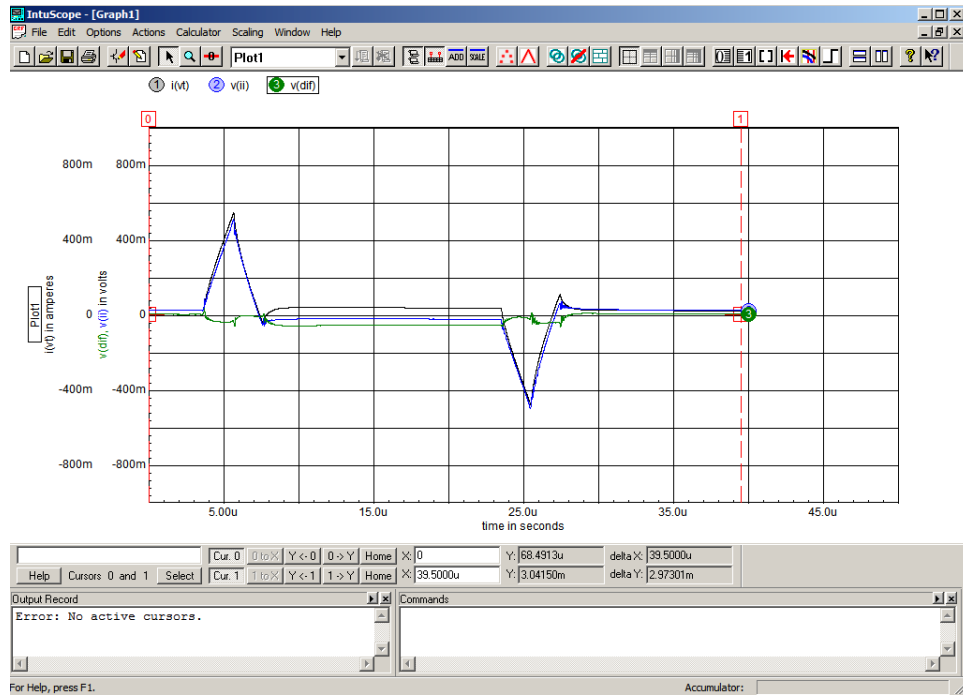 IntuScope - [Graph1]
File Edit Options Actions Calculator Scaling Window Help
Plot1 ADD SCALE
1 i(vt) 2 v(ii) 3 v(dif)
0 1
800m 800m
400m 400m
0 0
-400m -400m
-800m -800m
Plot1
i(vt) in amperes
v(dif), v(ii) in volts
3
5.00u 15.0u 25.0u 35.0u 45.0u
time in seconds
Cur. 0 0 to X Y <- 0 0 -> Y Home X: 0 Y: 68.4913u delta X: 39.5000u
Help Cursors 0 and 1 Select Cur. 1 1 to X Y <- 1 1 -> Y Home X: 39.5000u Y: 3.04150m delta Y: 2.97301m
Output Record Commands
Error: No active cursors.
For Help, press F1. Accumulator: